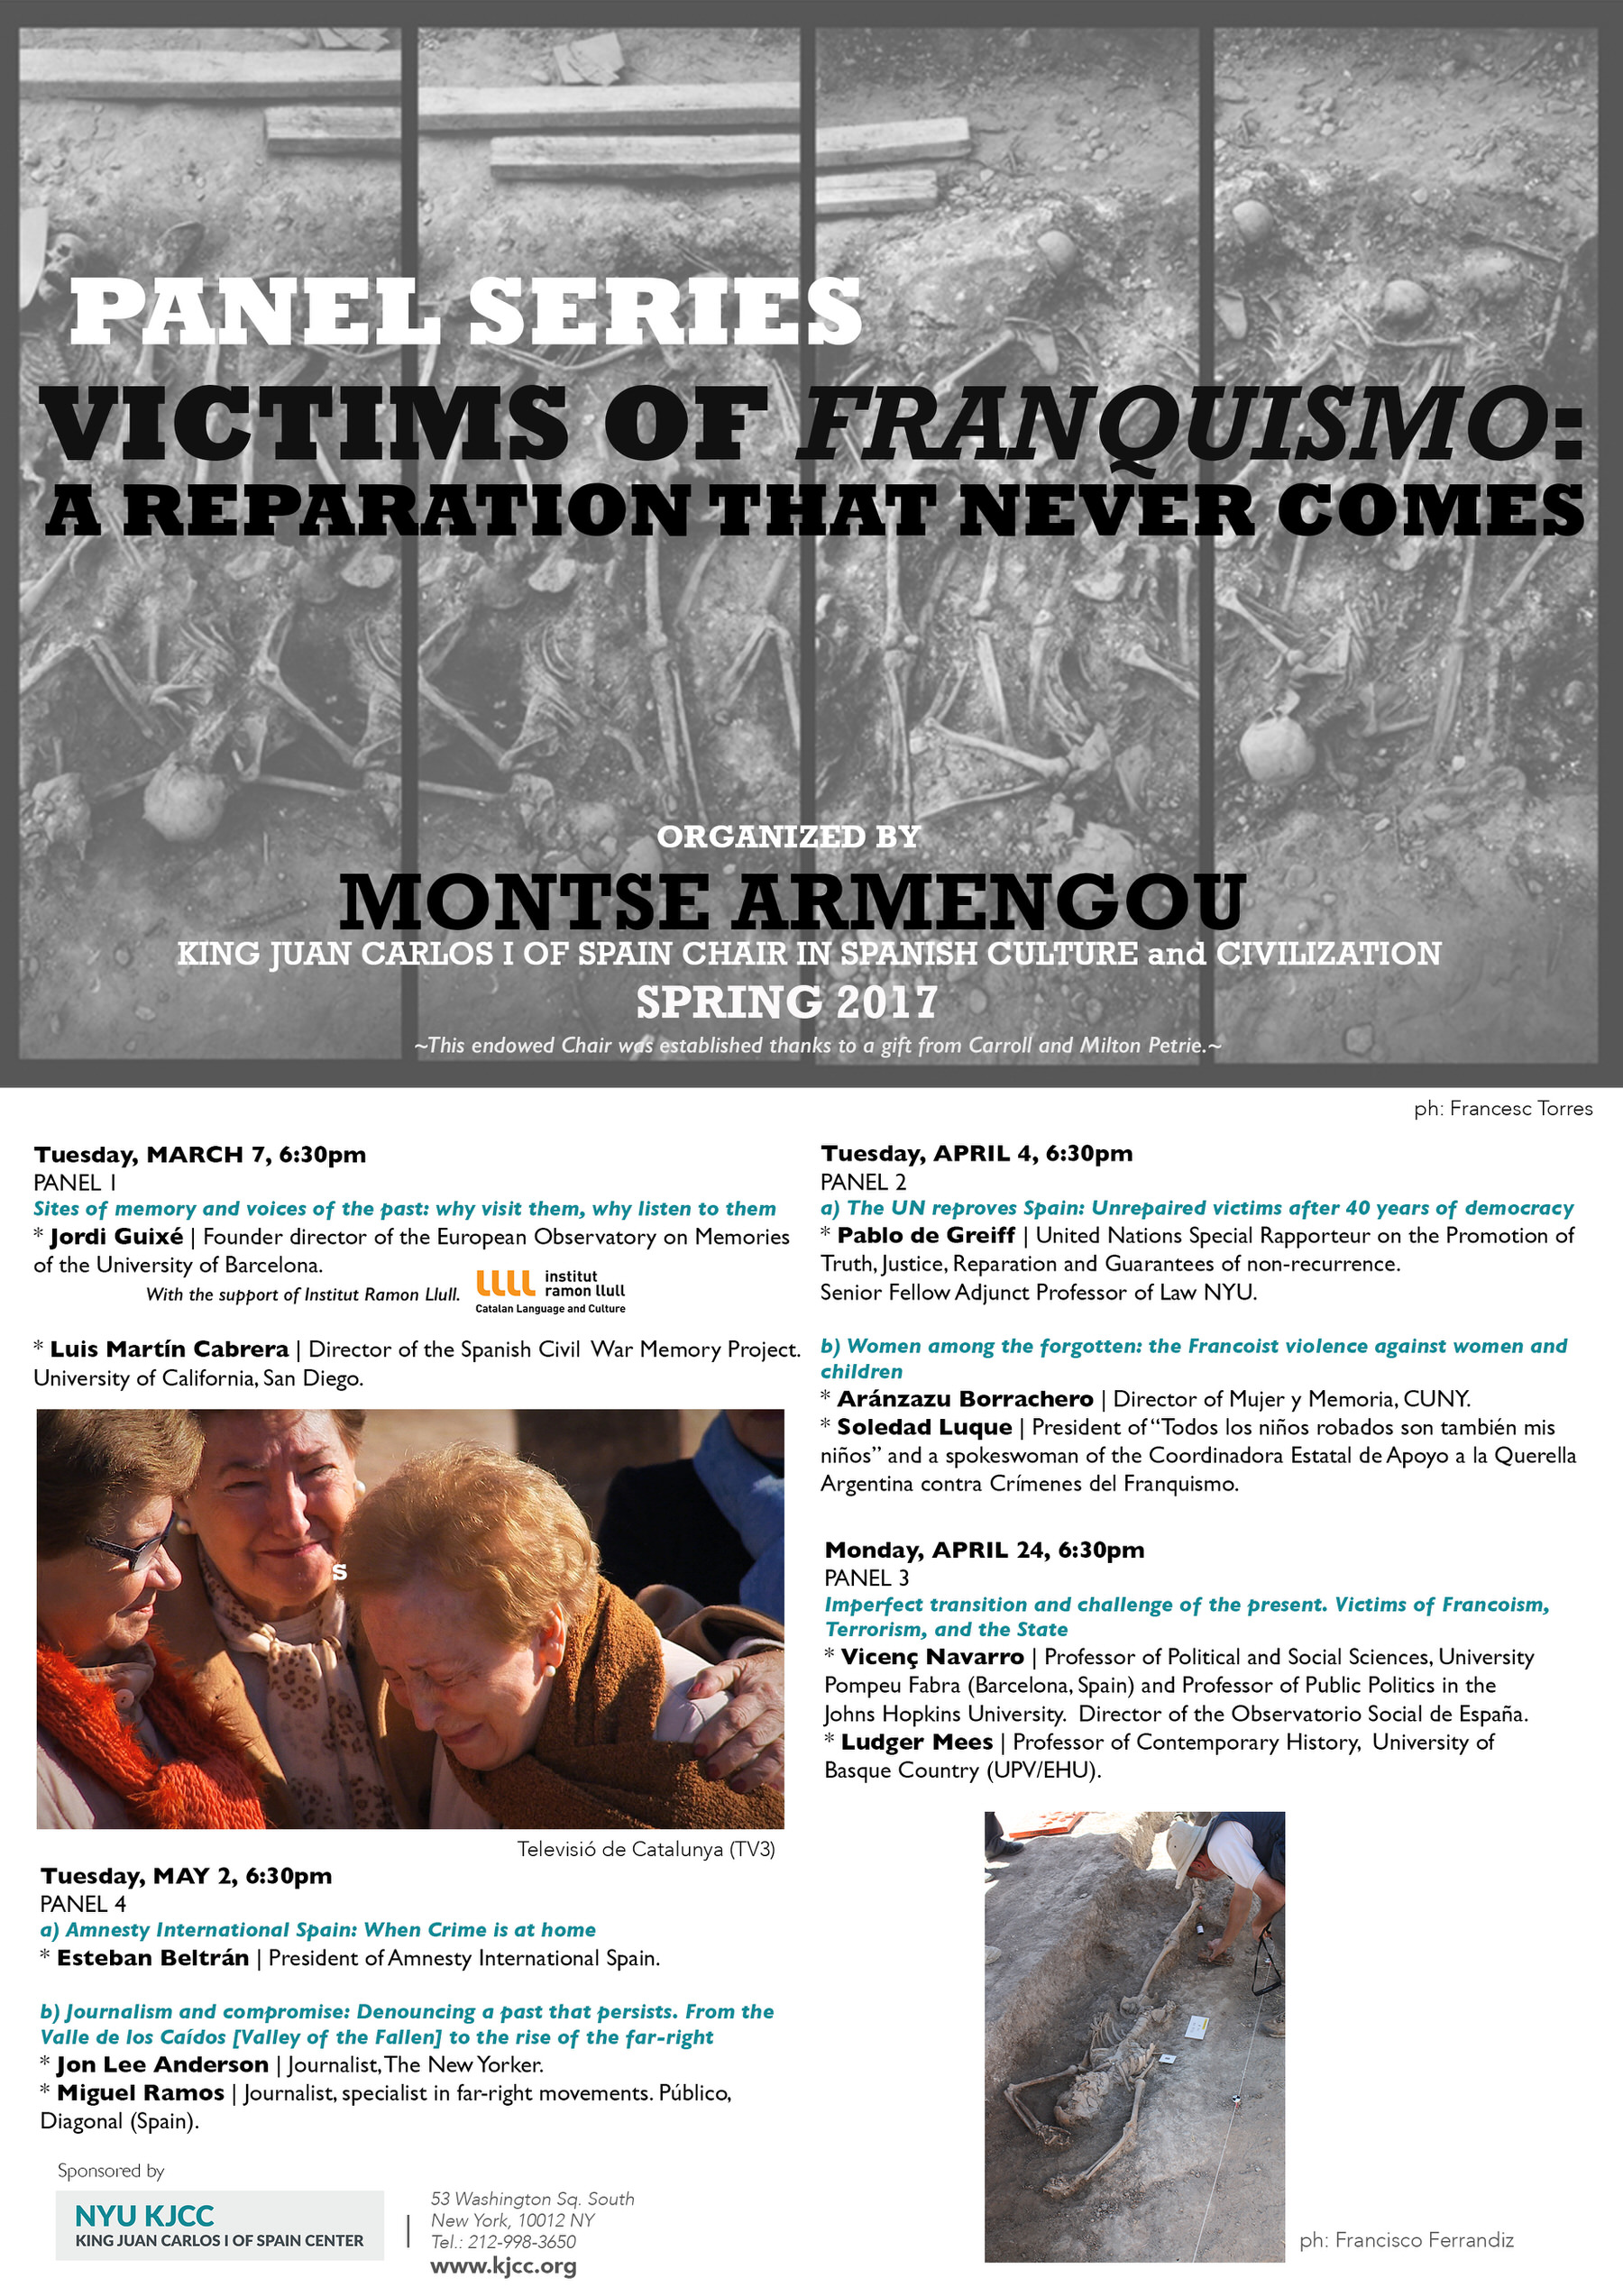 PANEL SERIES
VICTIMS OF FRANQUISMO:
A REPARATION THAT NEVER COMES
ORGANIZED BY
MONTSE ARMENGOU
KING JUAN CARLOS I OF SPAIN CHAIR IN SPANISH CULTURE and CIVILIZATION
SPRING 2017
~This endowed Chair was established thanks to a gift from Carroll and Milton Petrie.~
ph: Francesc Torres
Tuesday, MARCH 7, 6:30pm
PANEL 1
Sites of memory and voices of the past: why visit them, why listen to them
* Jordi Guixé | Founder director of the European Observatory on Memories
of the University of Barcelona.
With the support of Institut Ramon Llull.
institut
ramon llull
Catalan Language and Culture
* Luis Martín Cabrera | Director of the Spanish Civil War Memory Project.
University of California, San Diego.
s
Televisió de Catalunya (TV3)
Tuesday, APRIL 4, 6:30pm
PANEL 2
a) The UN reproves Spain: Unrepaired victims after 40 years of democracy
* Pablo de Greiff | United Nations Special Rapporteur on the Promotion of
Truth, Justice, Reparation and Guarantees of non-recurrence.
Senior Fellow Adjunct Professor of Law NYU.
b) Women among the forgotten: the Francoist violence against women and
children
* Aránzazu Borrachero | Director of Mujer y Memoria, CUNY.
* Soledad Luque | President of “Todos los niños robados son también mis
niños” and a spokeswoman of the Coordinadora Estatal de Apoyo a la Querella
Argentina contra Crímenes del Franquismo.
Monday, APRIL 24, 6:30pm
PANEL 3
Imperfect transition and challenge of the present. Victims of Francoism,
Terrorism, and the State
* Vicenç Navarro | Professor of Political and Social Sciences, University
Pompeu Fabra (Barcelona, Spain) and Professor of Public Politics in the
Johns Hopkins University. Director of the Observatorio Social de España.
* Ludger Mees | Professor of Contemporary History, University of
Basque Country (UPV/EHU).
Tuesday, MAY 2, 6:30pm
PANEL 4
a) Amnesty International Spain: When Crime is at home
* Esteban Beltrán | President of Amnesty International Spain.
b) Journalism and compromise: Denouncing a past that persists. From the
Valle de los Caídos [Valley of the Fallen] to the rise of the far-right
* Jon Lee Anderson | Journalist, The New Yorker.
* Miguel Ramos | Journalist, specialist in far-right movements. Público,
Diagonal (Spain).
Sponsored by
NYU KJCC
KING JUAN CARLOS I OF SPAIN CENTER
53 Washington Sq. South
New York, 10012 NY
Tel.: 212-998-3650
www.kjcc.org
ph: Francisco Ferrandiz